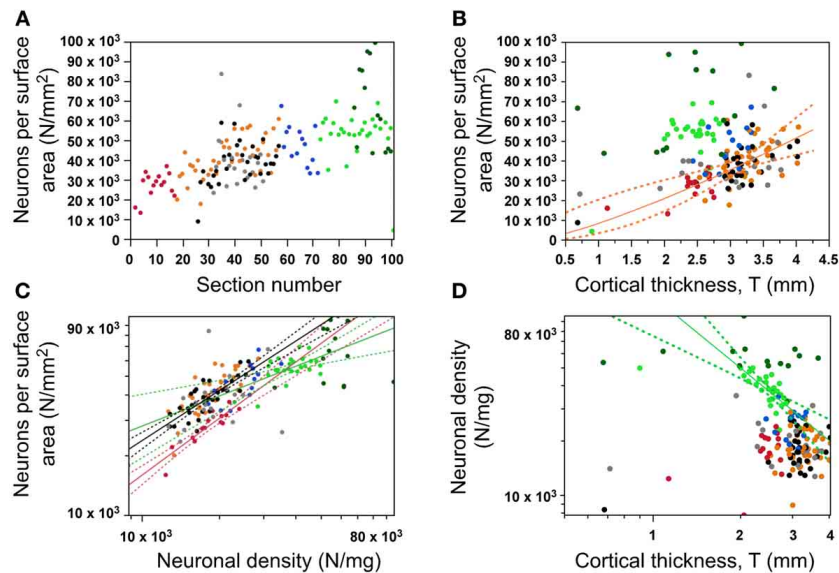 A
Neurons per surface
area (N/mm²)
100 x 10³
90 x 10³
80 x 10³
70 x 10³
60 x 10³
50 x 10³
40 x 10³
30 x 10³
20 x 10³
10 x 10³
0
0 10 20 30 40 50 60 70 80 90 100
Section number
B
Neurons per surface
area (N/mm²)
100 x 10³
90 x 10³
80 x 10³
70 x 10³
60 x 10³
50 x 10³
40 x 10³
30 x 10³
20 x 10³
10 x 10³
0
0.5 1.0 1.5 2.0 2.5 3.0 3.5 4.0 4.5
Cortical thickness, T (mm)
C
Neurons per surface
area (N/mm²)
90 x 10³
10 x 10³
10 x 10³ 80 x 10³
Neuronal density (N/mg)
D
Neuronal density
(N/mg)
80 x 10³
10 x 10³
1 2 3 4
Cortical thickness, T (mm)